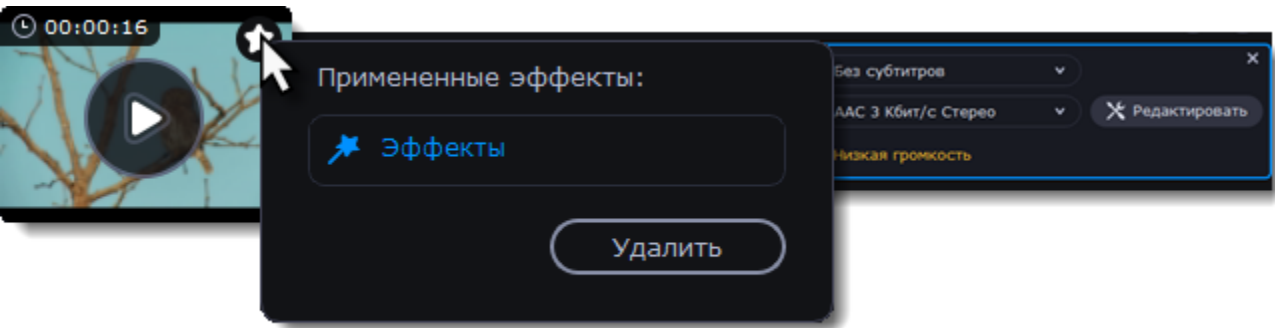 00:00:16
Примененные эффекты:
Эффекты
Удалить
Без субтитров
AAC 3 Кбит/с Стерео
Редактировать
Низкая громкость